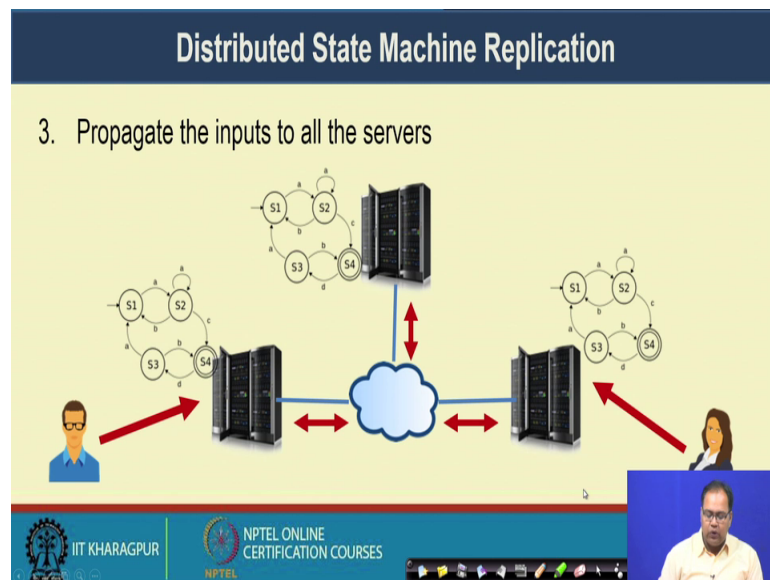 Distributed State Machine Replication
3. Propagate the inputs to all the servers
a
a
S1
S2
b
c
a
b
S3
S4
d
a
a
S1
S2
b
c
a
b
S3
S4
d
a
a
S1
S2
b
c
a
b
S3
S4
d
IIT KHARAGPUR
NPTEL
NPTEL ONLINE
CERTIFICATION COURSES